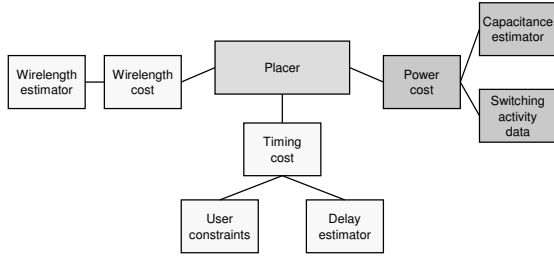 Capacitance
estimator
Placer
Wirelength
estimator
Wirelength
cost
Power
cost
Switching
activity
data
Timing
cost
User
constraints
Delay
estimator